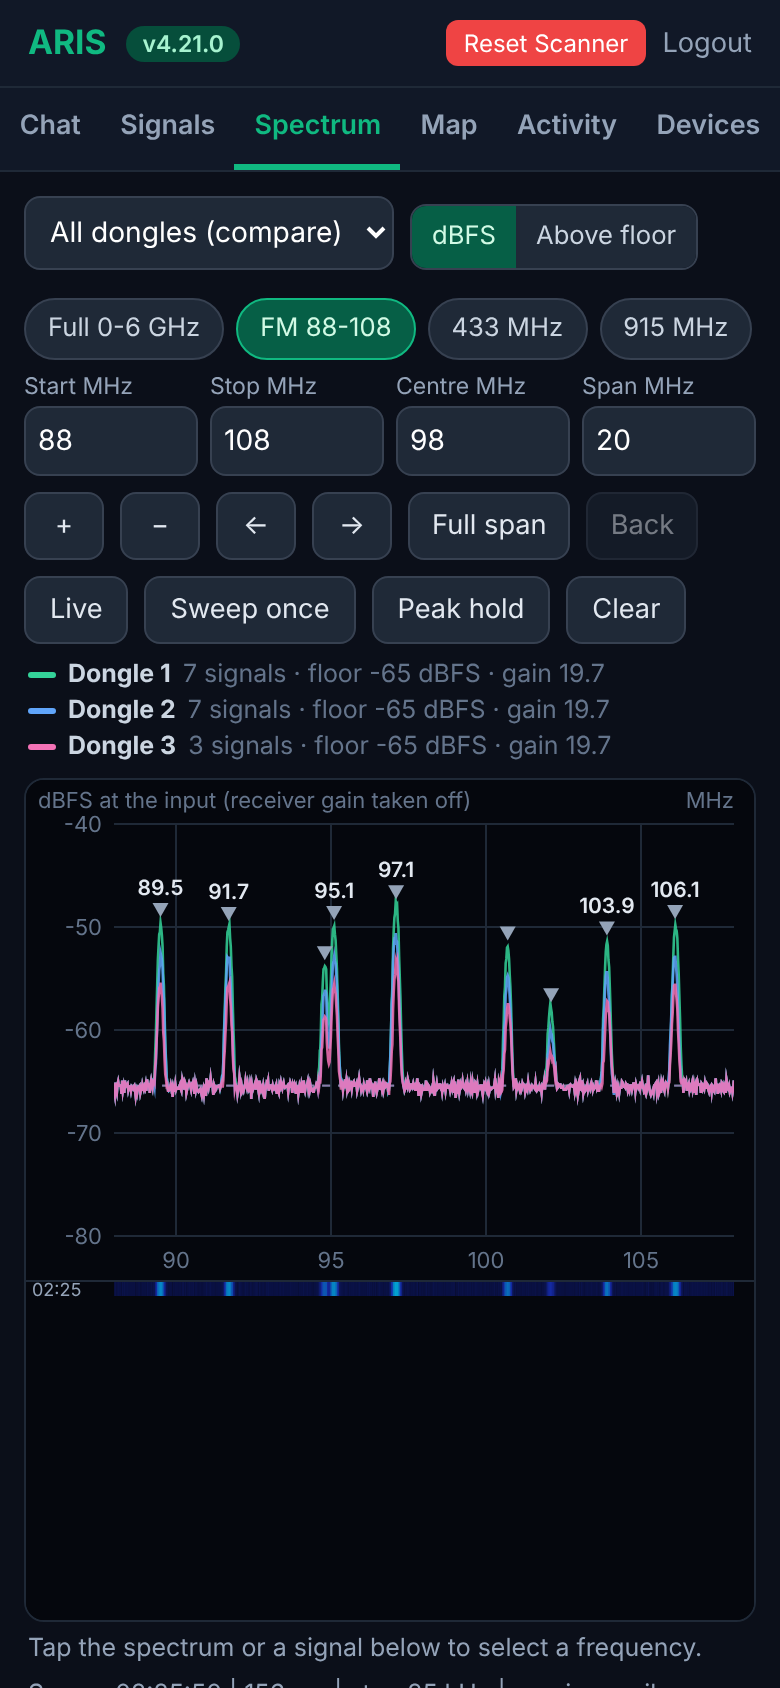 ARIS v4.21.0 Reset Scanner Logout
Chat Signals Spectrum Map Activity Devices
All dongles (compare) dBFS Above floor
Full 0-6 GHz FM 88-108 433 MHz 915 MHz
Start MHz Stop MHz Centre MHz Span MHz
88 108 98 20
+ − ← → Full span Back
Live Sweep once Peak hold Clear
Dongle 1 7 signals · floor -65 dBFS · gain 19.7
Dongle 2 7 signals · floor -65 dBFS · gain 19.7
Dongle 3 3 signals · floor -65 dBFS · gain 19.7
dBFS at the input (receiver gain taken off) MHz
-40
97.1
89.5 91.7 95.1 106.1
103.9
-50
-60
-70
-80
90 95 100 105
02:25
Tap the spectrum or a signal below to select a frequency.